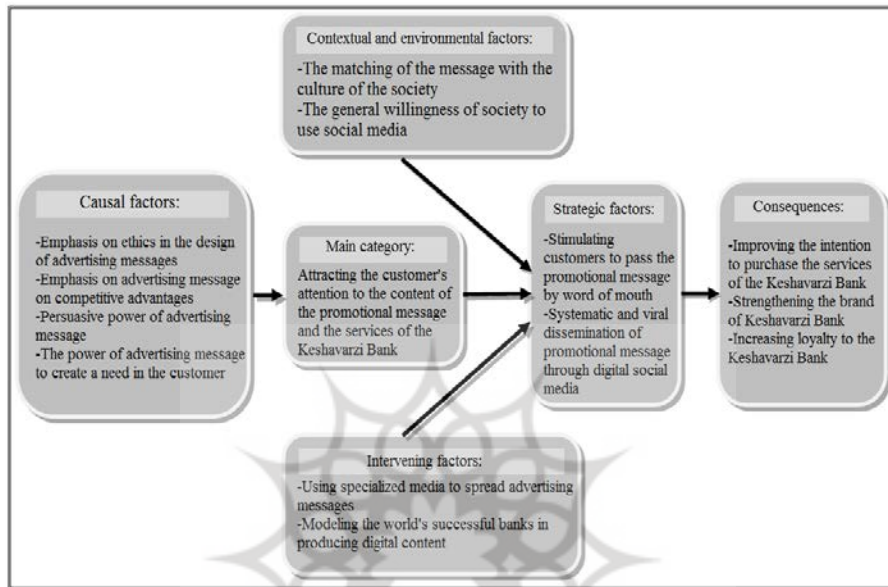 Contextual and environmental factors:
-The matching of the message with the
culture of the society
-The general willingness of society to
use social media
Causal factors:
-Emphasis on ethics in the design
of advertising messages
-Emphasis on advertising message
on competitive advantages
-Persuasive power of advertising
message
-The power of advertising message
to create a need in the customer
Main category:
Attracting the customer's
attention to the content of
the promotional message
and the services of the
Keshavarzi Bank
Strategic factors:
-Stimulating
customers to pass the
promotional message
by word of mouth
-Systematic and viral
dissemination of
promotional message
through digital social
media
Consequences:
-Improving the intention
to purchase the services
of the Keshavarzi Bank
-Strengthening the brand
of Keshavarzi Bank
-Increasing loyalty to the
Keshavarzi Bank
Intervening factors:
-Using specialized media to spread advertising
messages
-Modeling the world's successful banks in
producing digital content